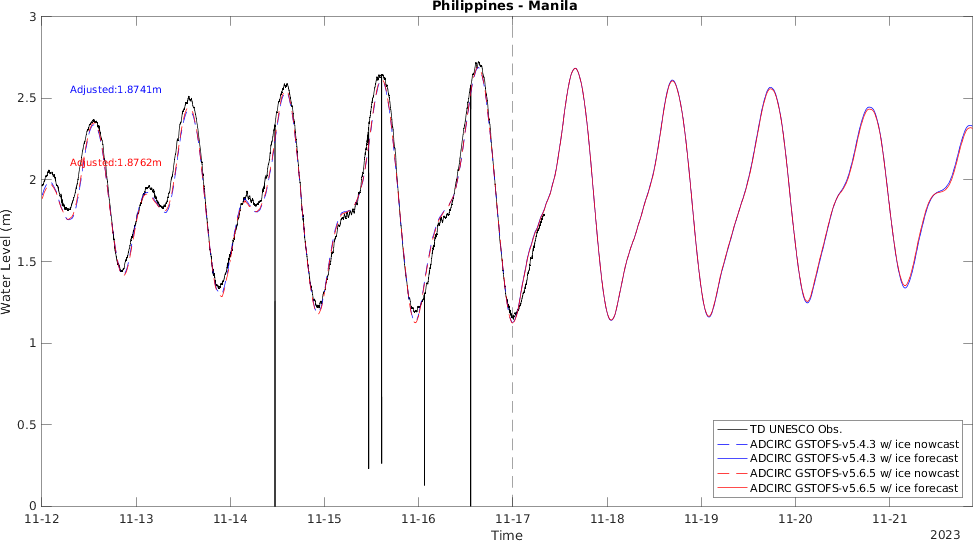 Philippines - Manila
3
2.5
2
1.5
1
0.5
0
Water Level (m)
Adjusted:1.8741m
Adjusted:1.8762m
TD UNESCO Obs.
ADCIRC GSTOFS-v5.4.3 w/ ice nowcast
ADCIRC GSTOFS-v5.4.3 w/ ice forecast
ADCIRC GSTOFS-v5.6.5 w/ ice nowcast
ADCIRC GSTOFS-v5.6.5 w/ ice forecast
11-12 11-13 11-14 11-15 11-16 11-17 11-18 11-19 11-20 11-21
Time
2023